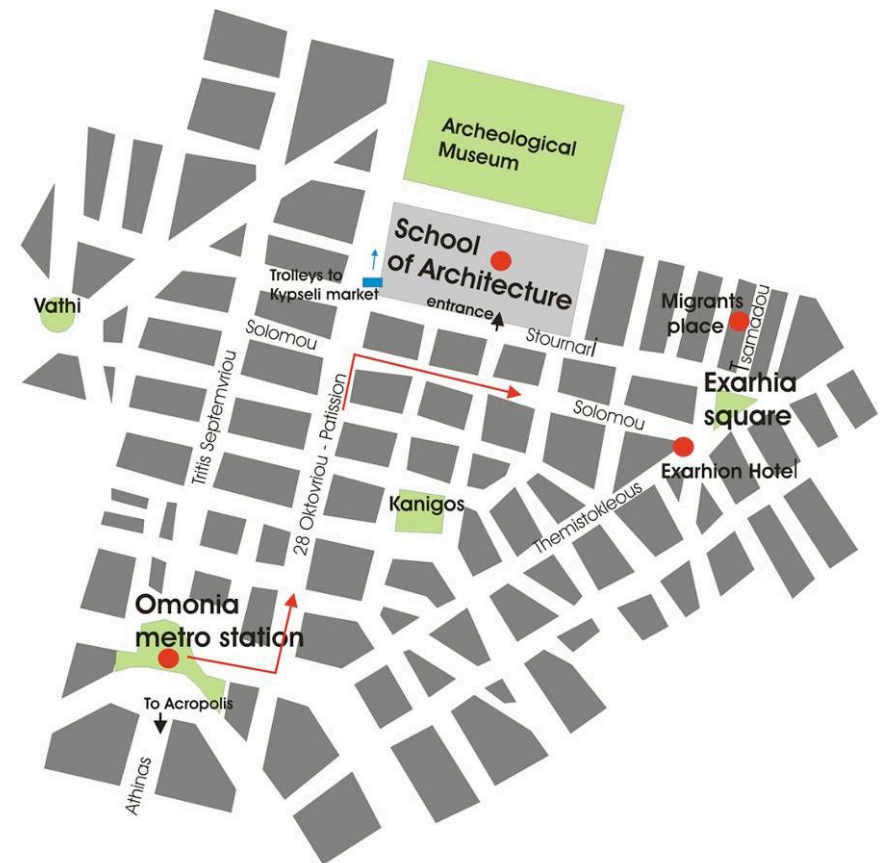 Archeological
Museum
School
of Architecture
entrance
Trolleys to
Kypseli market
Vathi
Solomou
Stournari
Migrants
place
Tsamadou
Exarhia
square
Tritis Septemvriou
28 Oktovriou - Patission
Solomou
Exarhion Hotel
Kanigos
Themistokleous
Omonia
metro station
To Acropolis
Athinas